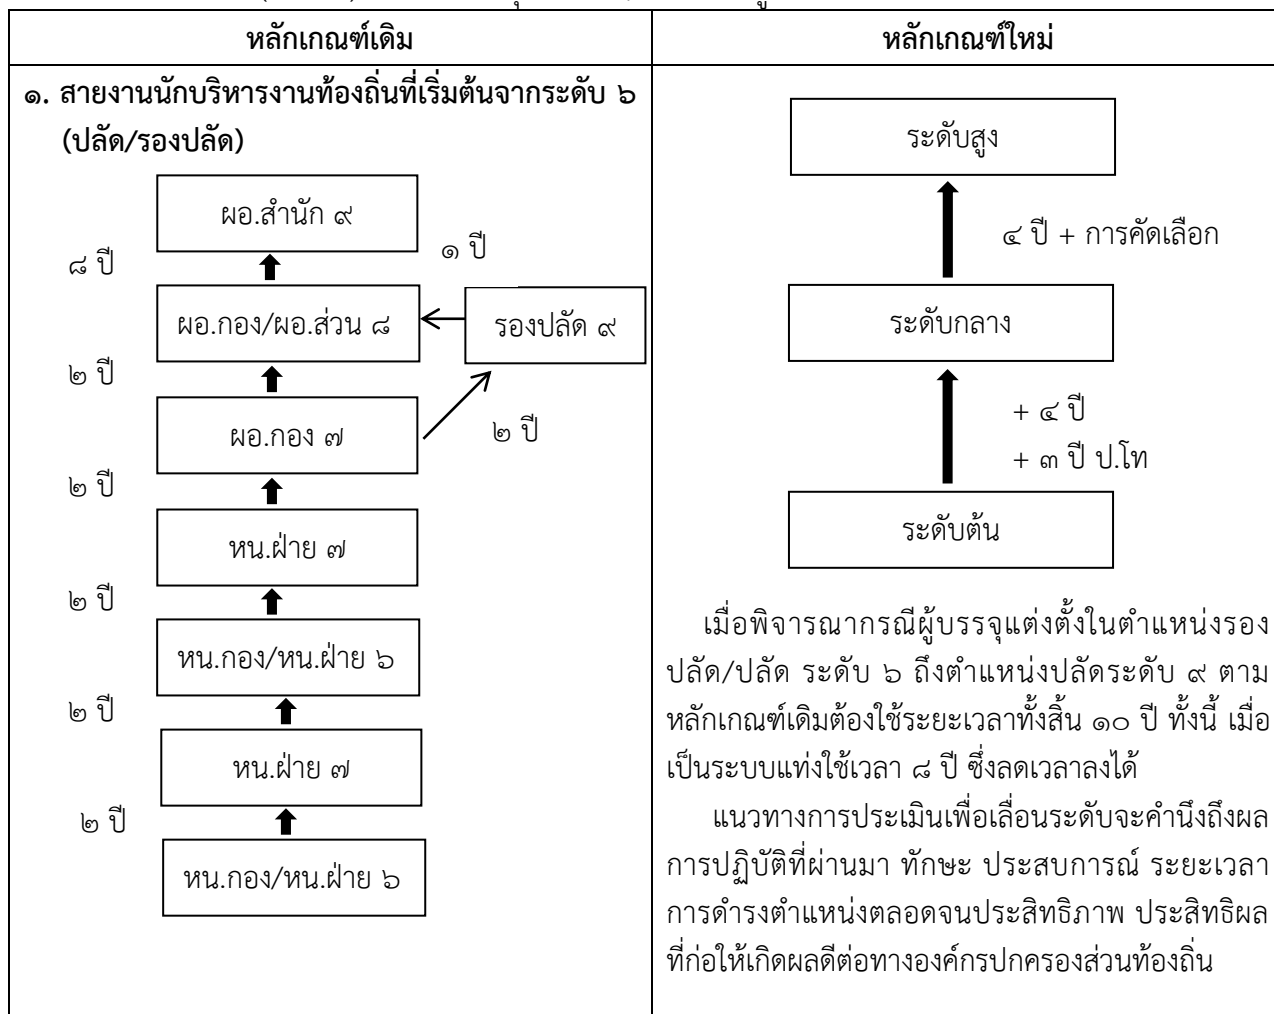 หลักเกณฑ์เดิม
หลักเกณฑ์ใหม่
๑. สายงานนักบริหารงานท้องถิ่นที่เริ่มต้นจากระดับ ๖
(ปลัด/รองปลัด)
ผอ.สำนัก ๙
๘ ปี
๑ ปี
ผอ.กอง/ผอ.ส่วน ๘
รองปลัด ๙
๒ ปี
ผอ.กอง ๗
๒ ปี
๒ ปี
หน.ฝ่าย ๗
๒ ปี
หน.กอง/หน.ฝ่าย ๖
๒ ปี
หน.ฝ่าย ๗
๒ ปี
หน.กอง/หน.ฝ่าย ๖
ระดับสูง
๔ ปี + การคัดเลือก
ระดับกลาง
+ ๔ ปี
+ ๓ ปี ป.โท
ระดับต้น
เมื่อพิจารณากรณีผู้บรรจุแต่งตั้งในตำแหน่งรอง
ปลัด/ปลัด ระดับ ๖ ถึงตำแหน่งปลัดระดับ ๙ ตาม
หลักเกณฑ์เดิมต้องใช้ระยะเวลาทั้งสิ้น ๑๐ ปี ทั้งนี้ เมื่อ
เป็นระบบแท่งใช้เวลา ๘ ปี ซึ่งลดเวลาลงได้
แนวทางการประเมินเพื่อเลื่อนระดับจะคำนึงถึงผล
การปฏิบัติที่ผ่านมา ทักษะ ประสบการณ์ ระยะเวลา
การดำรงตำแหน่งตลอดจนประสิทธิภาพ ประสิทธิผล
ที่ก่อให้เกิดผลดีต่อทางองค์กรปกครองส่วนท้องถิ่น